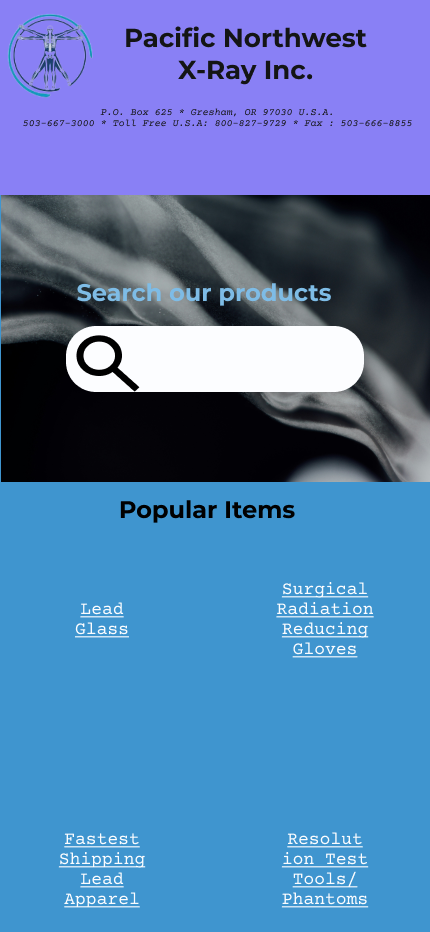 Pacific Northwest
X-Ray Inc.
P.O. Box 625 * Gresham, OR 97030 U.S.A.
503-667-3000 * Toll Free U.S.A: 800-827-9729 * Fax : 503-666-8855
Search our products
Popular Items
Lead
Glass
Surgical
Radiation
Reducing
Gloves
Fastest
Shipping
Lead
Apparel
Resolut
ion Test
Tools/
Phantoms